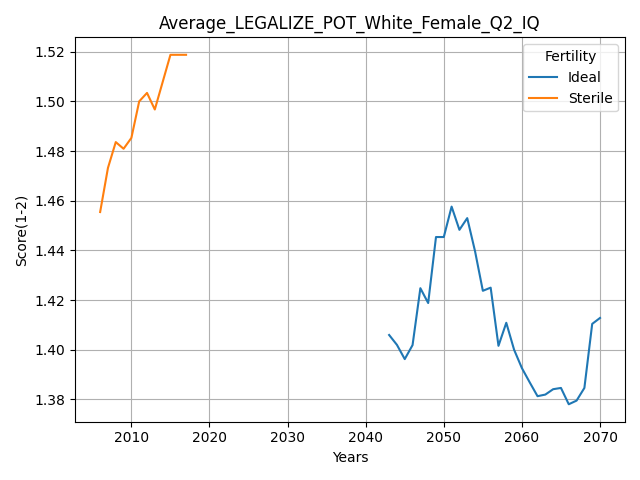 Average_LEGALIZE_POT_White_Female_Q2_IQ
Fertility
Ideal
Sterile
Score(1-2)
1.52
1.50
1.48
1.46
1.44
1.42
1.40
1.38
2010 2020 2030 2040 2050 2060 2070
Years